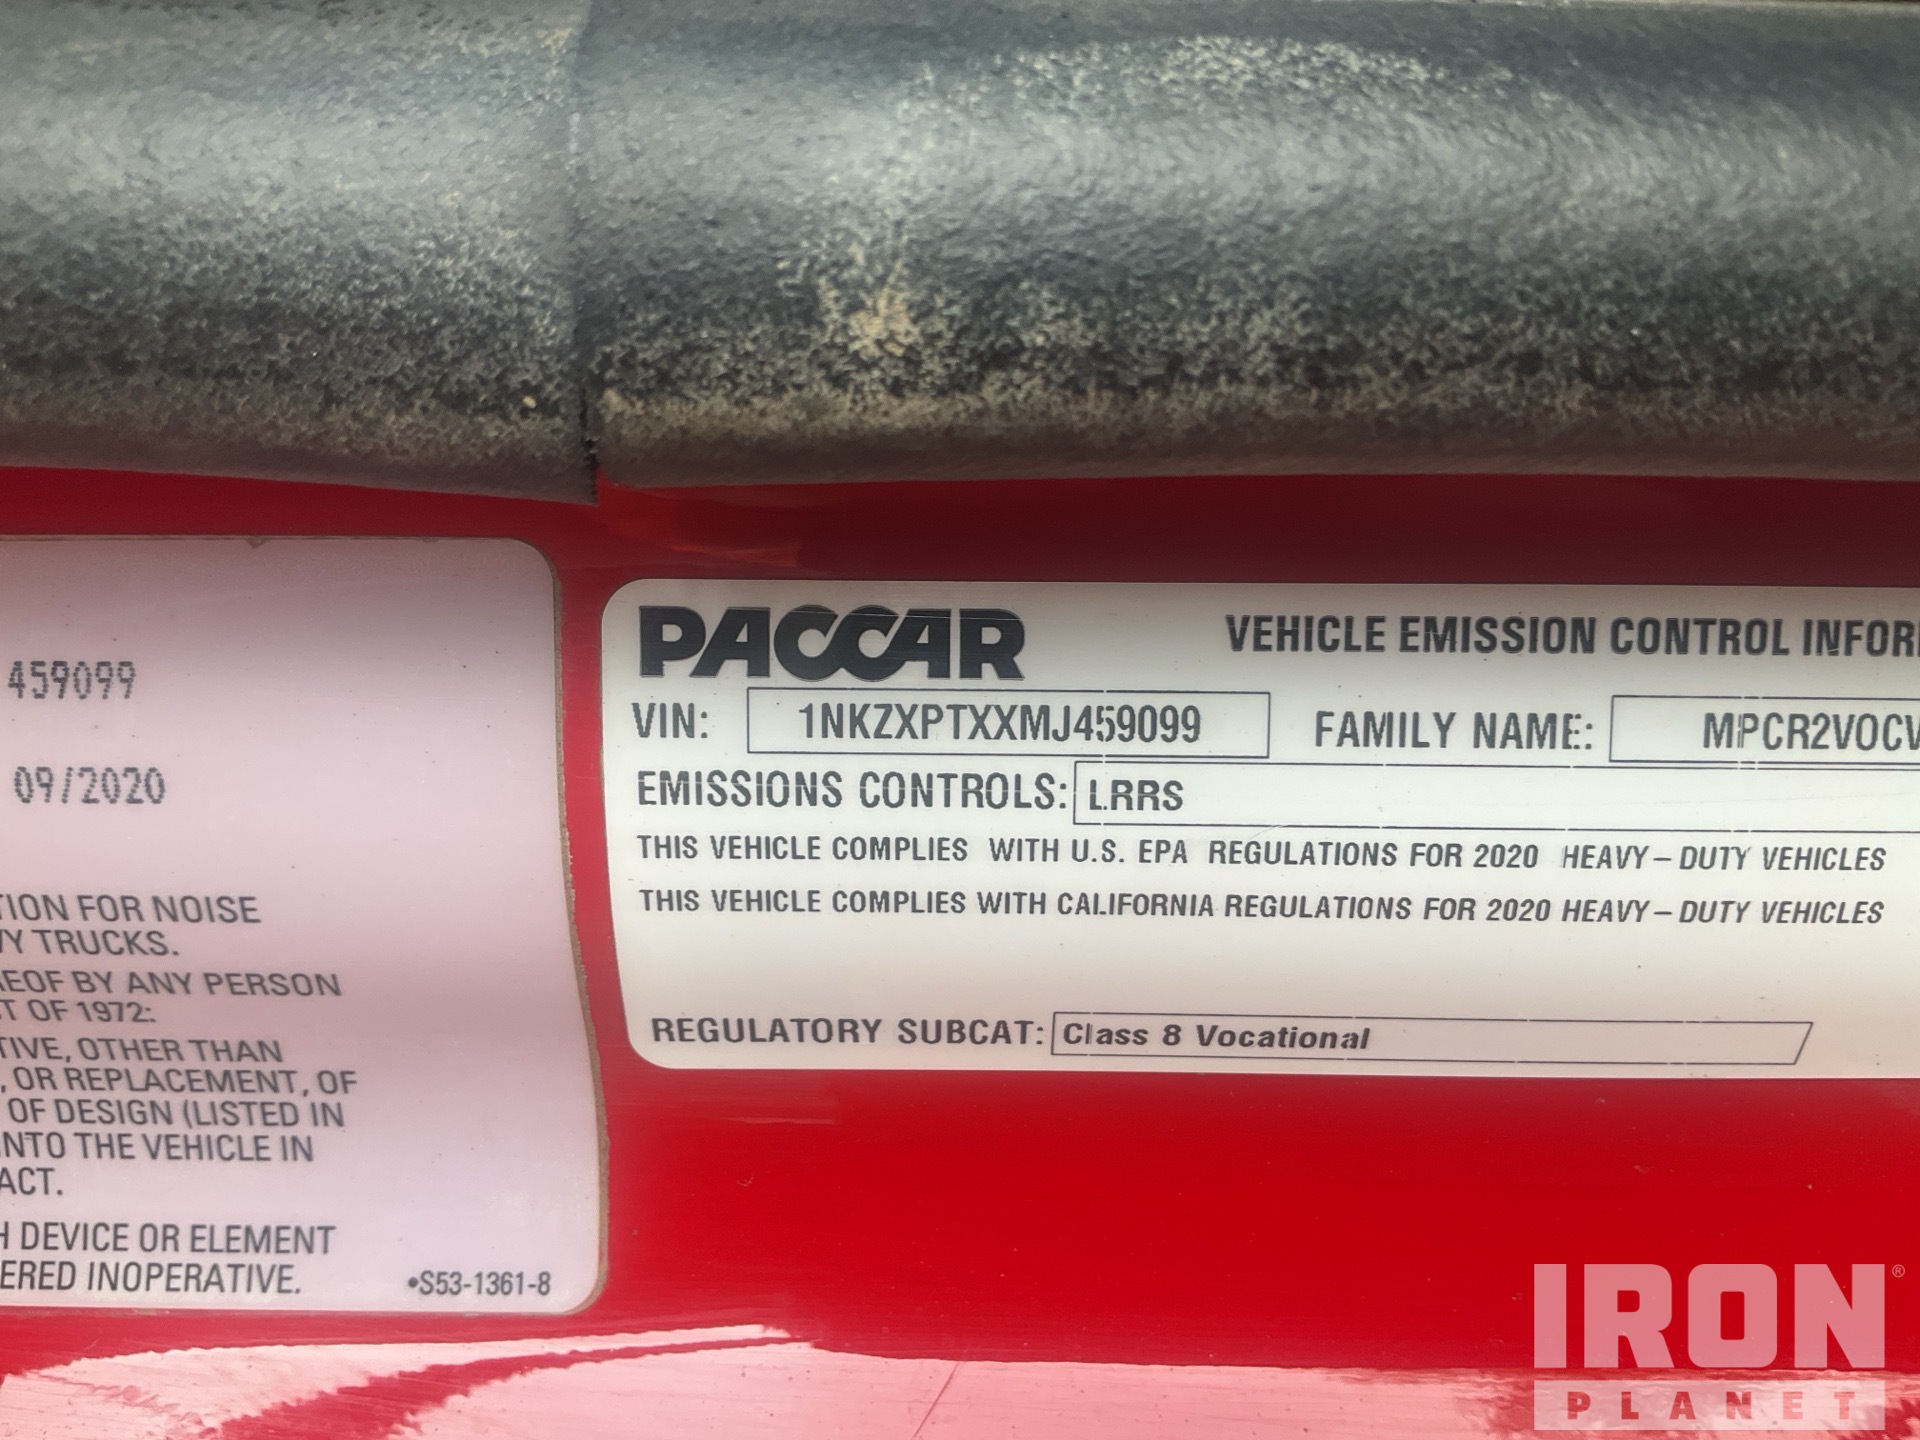 459099
09/2020
TION FOR NOISE
VY TRUCKS.
REOF BY ANY PERSON
CT OF 1972:
TIVE, OTHER THAN
, OR REPLACEMENT, OF
OF DESIGN (LISTED IN
INTO THE VEHICLE IN
ACT.
H DEVICE OR ELEMENT
ERED INOPERATIVE.
•S53-1361-8
PACCAR VEHICLE EMISSION CONTROL INFOR
VIN: 1NKZXPTXXMJ459099 FAMILY NAME: MPCR2VOCV
EMISSIONS CONTROLS: LRRS
THIS VEHICLE COMPLIES WITH U.S. EPA REGULATIONS FOR 2020 HEAVY-DUTY VEHICLES
THIS VEHICLE COMPLIES WITH CALIFORNIA REGULATIONS FOR 2020 HEAVY-DUTY VEHICLES
REGULATORY SUBCAT: Class 8 Vocational
IRON®
PLANET